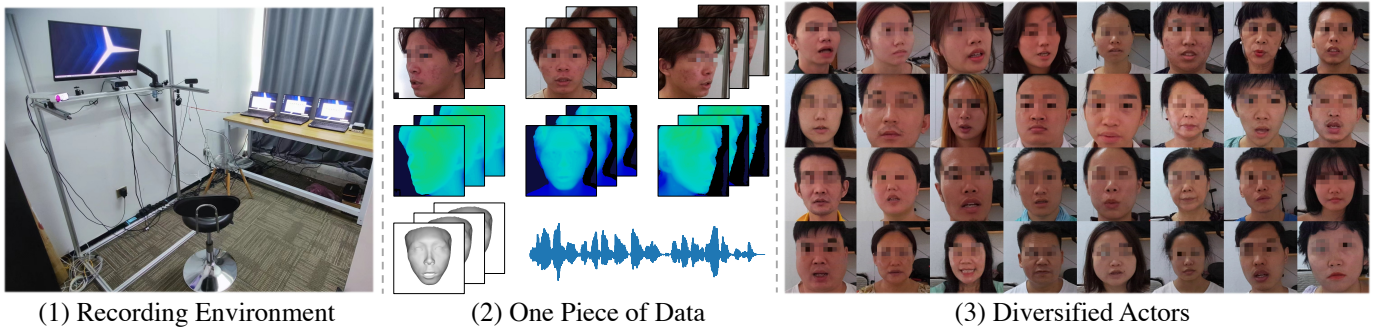 (1) Recording Environment
(2) One Piece of Data
(3) Diversified Actors